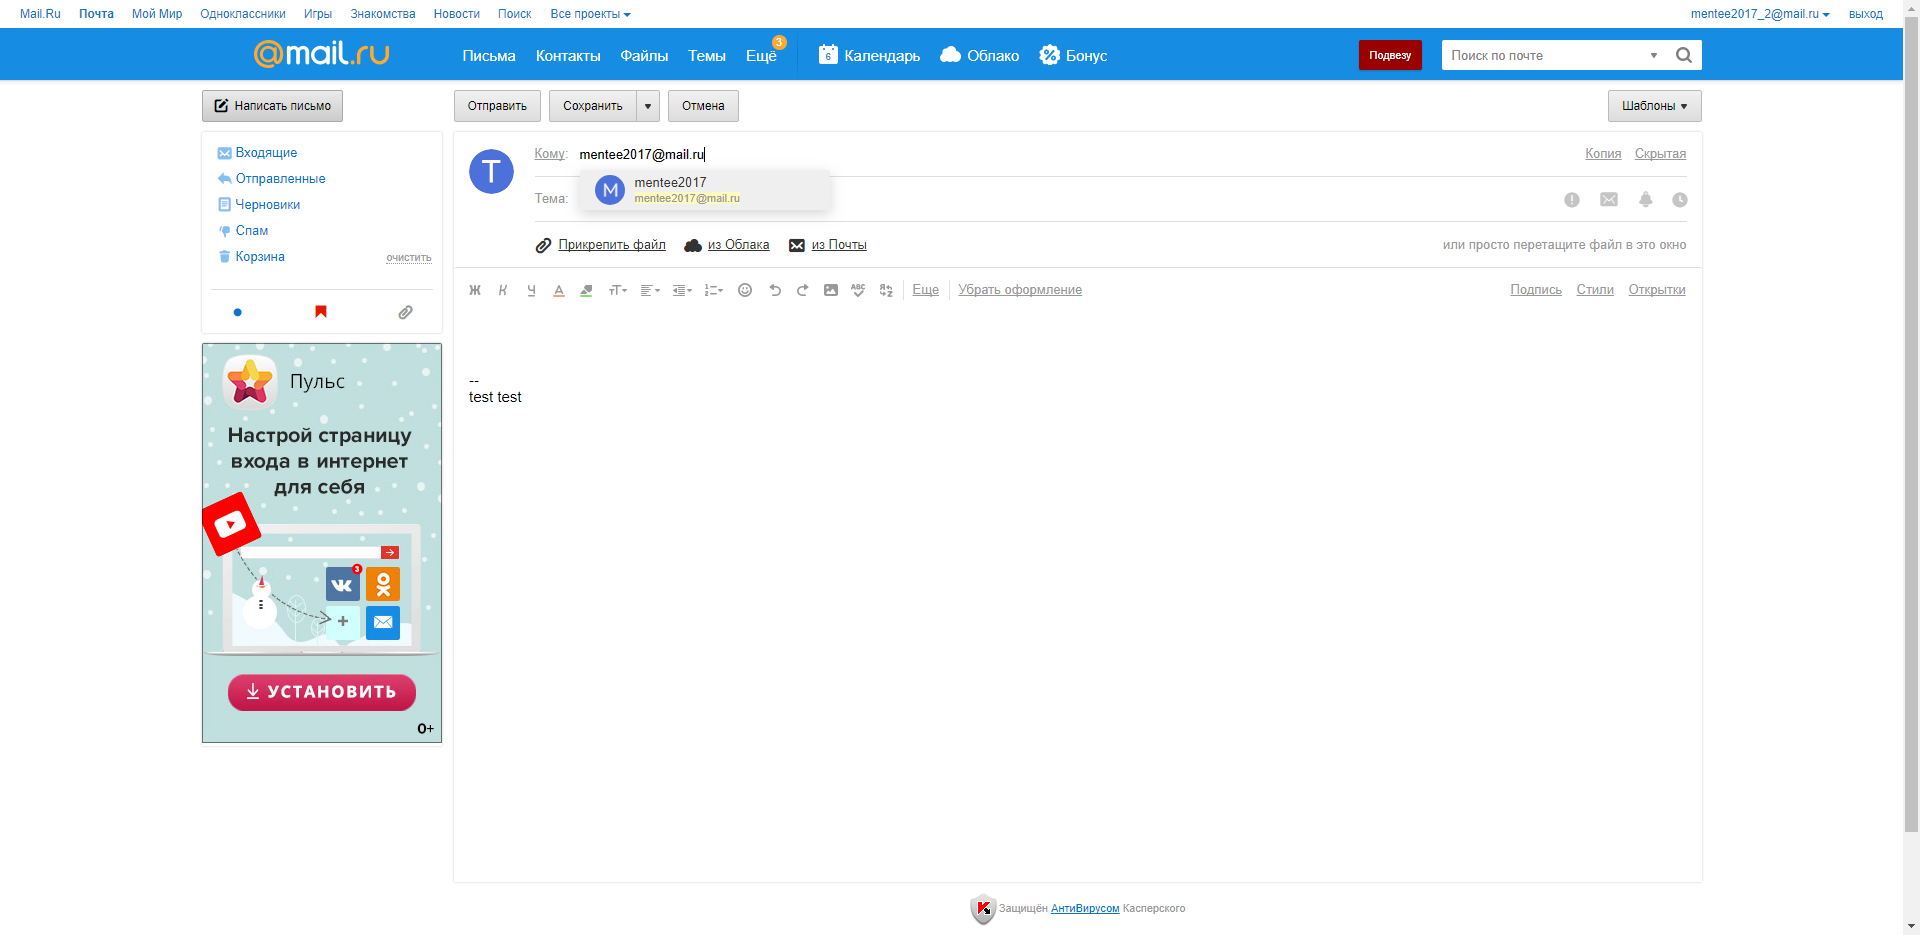 Mail.Ru Почта Мой Мир Одноклассники Игры Знакомства Новости Поиск Все проекты mentee2017_2@mail.ru выход
@mail.ru Письма Контакты Файлы Темы Ещё 3 6 Календарь Облако Бонус Подвезу Поиск по почте
Написать письмо Отправить Сохранить Отмена Шаблоны
Входящие
Отправленные
Черновики
Спам
Корзина очистить
T Кому: mentee2017@mail.ru Копия Скрытая
M mentee2017
mentee2017@mail.ru
Тема:
Прикрепить файл из Облака из Почты или просто перетащите файл в это окно
Ж К Ч А тТ ABC Еще Убрать оформление Подпись Стили Открытки
--
test test
Пульс
Настрой страницу
входа в интернет
для себя
3
УСТАНОВИТЬ
0+
Защищён АнтиВирусом Касперского